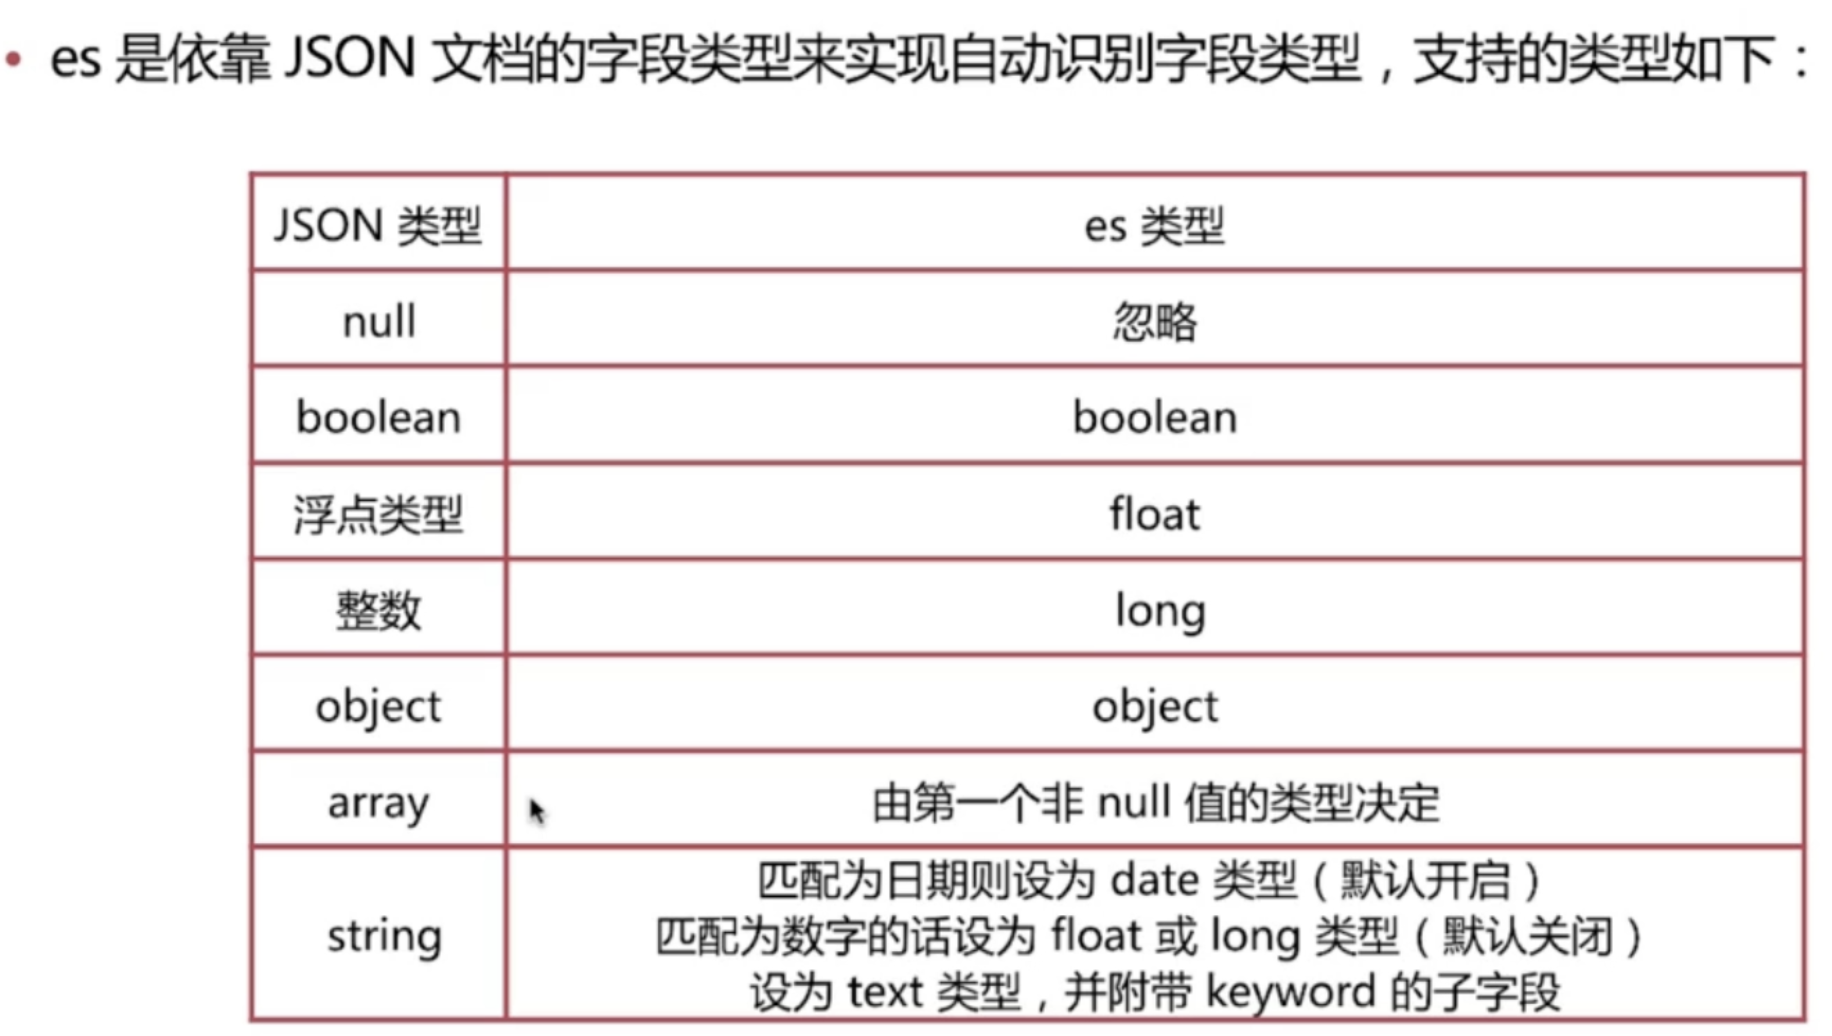 • es 是依靠 JSON 文档的字段类型来实现自动识别字段类型，支持的类型如下：
JSON 类型 es 类型
null 忽略
boolean boolean
浮点类型 float
整数 long
object object
array 由第一个非 null 值的类型决定
string 匹配为日期则设为 date 类型（默认开启）
匹配为数字的话设为 float 或 long 类型（默认关闭）
设为 text 类型，并附带 keyword 的子字段